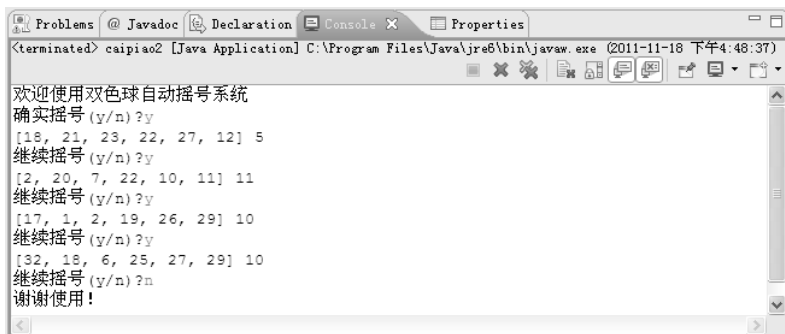 Problems @ Javadoc Declaration Console Properties
<terminated> caipiao2 [Java Application] C:\Program Files\Java\jre6\bin\javaw.exe (2011-11-18 下午4:48:37)
欢迎使用双色球自动摇号系统
确实摇号(y/n)?y
[18, 21, 23, 22, 27, 12] 5
继续摇号(y/n)?y
[2, 20, 7, 22, 10, 11] 11
继续摇号(y/n)?y
[17, 1, 2, 19, 26, 29] 10
继续摇号(y/n)?y
[32, 18, 6, 25, 27, 29] 10
继续摇号(y/n)?n
谢谢使用!